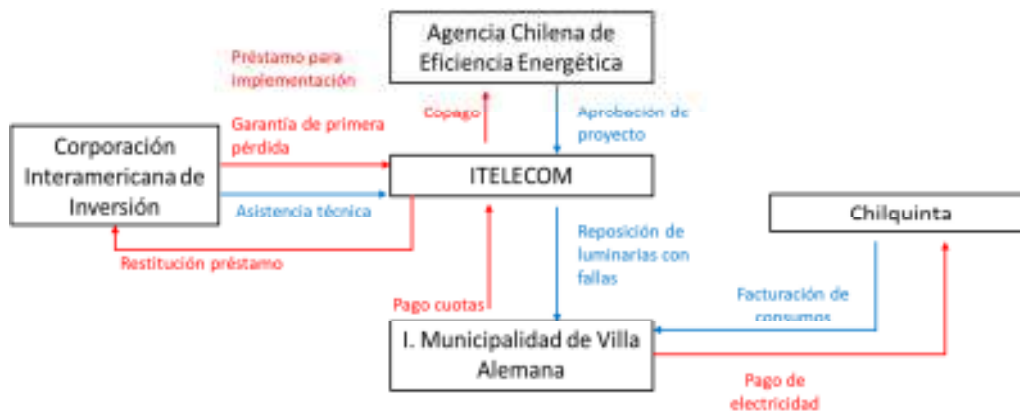 Agencia Chilena de
Eficiencia Energética
Préstamo para
implementación
Copago
Aprobación de
proyecto
Garantía de primera
pérdida
Corporación
Interamericana de
Inversión
ITELECOM
Asistencia técnica
Chilquinta
Restitución préstamo
Reposición de
luminarias con
fallas
Pago cuotas
Facturación de
consumos
I. Municipalidad de Villa
Alemana
Pago de
electricidad